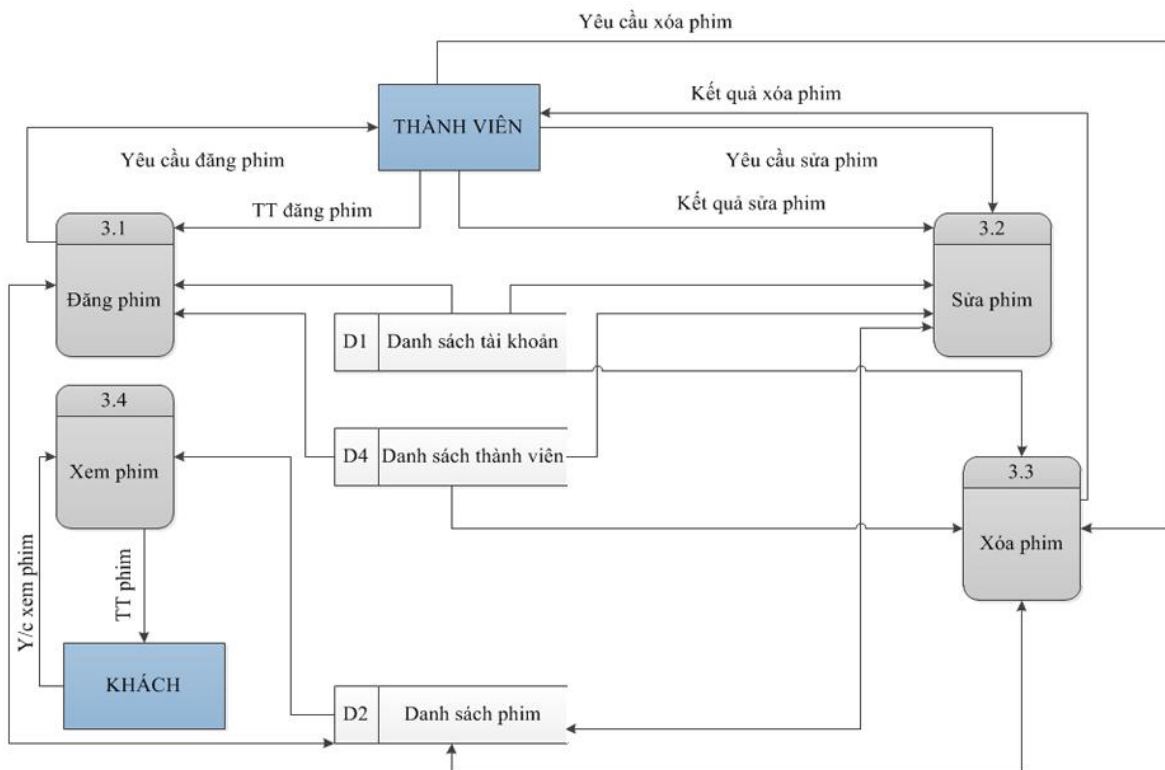 Yêu cầu xóa phim
Kết quả xóa phim
THÀNH VIÊN
Yêu cầu đăng phim
Yêu cầu sửa phim
TT đăng phim
Kết quả sửa phim
3.1
Đăng phim
3.2
Sửa phim
D1 Danh sách tài khoản
3.4
Xem phim
D4 Danh sách thành viên
3.3
Xóa phim
Y/c xem phim
TT phim
KHÁCH
D2 Danh sách phim